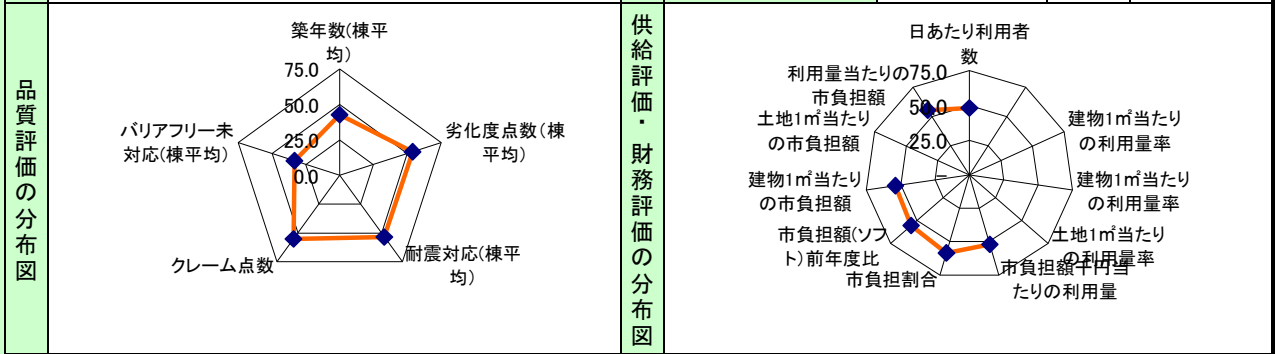 品質評価の分布図
築年数(棟平
均)
75.0
50.0
25.0
0.0
劣化度点数(棟
平均)
耐震対応(棟平
均)
クレーム点数
バリアフリー未
対応(棟平均)
供給評価・財務評価の分布図
日あたり利用者
数
75.0
50.0
25.0
–
建物1㎡当たり
の利用量率
建物1㎡当たり
の利用量率
土地1㎡当たり
の利用量率
市負担額千円当
たりの利用量
市負担割合
市負担額(ソフ
ト)前年度比
建物1㎡当たり
の市負担額
土地1㎡当たり
の市負担額
利用量当たりの
市負担額